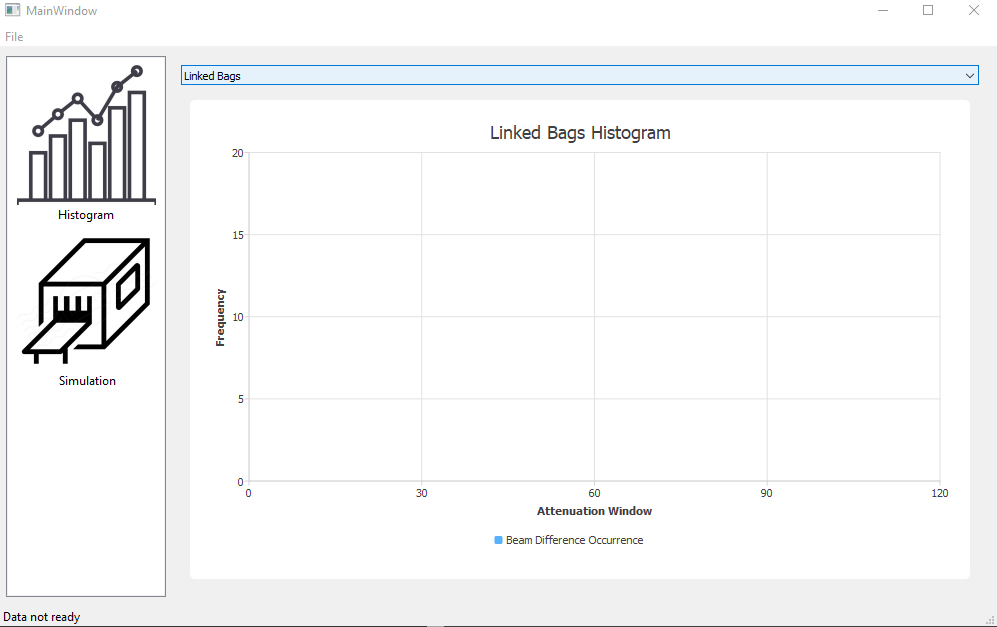 MainWindow
File
Histogram
Simulation
Linked Bags
Linked Bags Histogram
20
15
10
5
0
Frequency
0 30 60 90 120
Attenuation Window
Beam Difference Occurrence
Data not ready